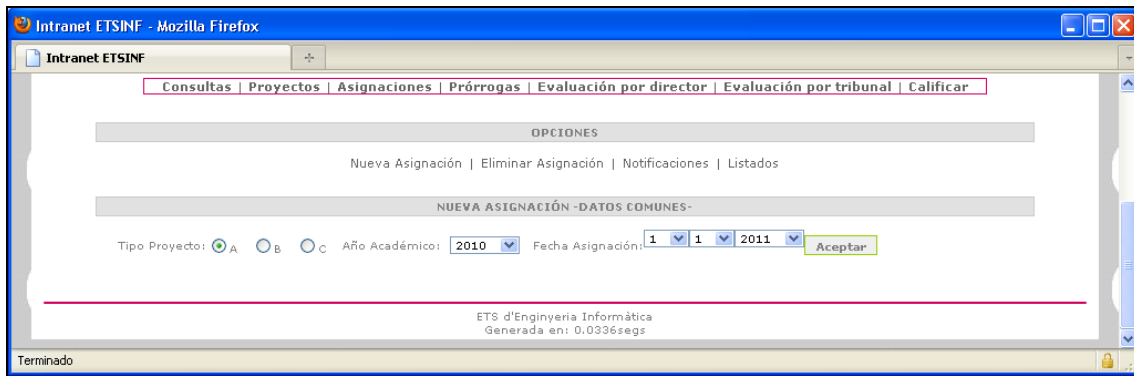 Intranet ETSINF - Mozilla Firefox
Intranet ETSINF
Consultas | Proyectos | Asignaciones | Prórrogas | Evaluación por director | Evaluación por tribunal | Calificar
OPCIONES
Nueva Asignación | Eliminar Asignación | Notificaciones | Listados
NUEVA ASIGNACIÓN -DATOS COMUNES-
Tipo Proyecto: A B C Año Académico: 2010 Fecha Asignación: 1 1 2011 Aceptar
ETS d'Enginyeria Informàtica
Generada en: 0.0336segs
Terminado